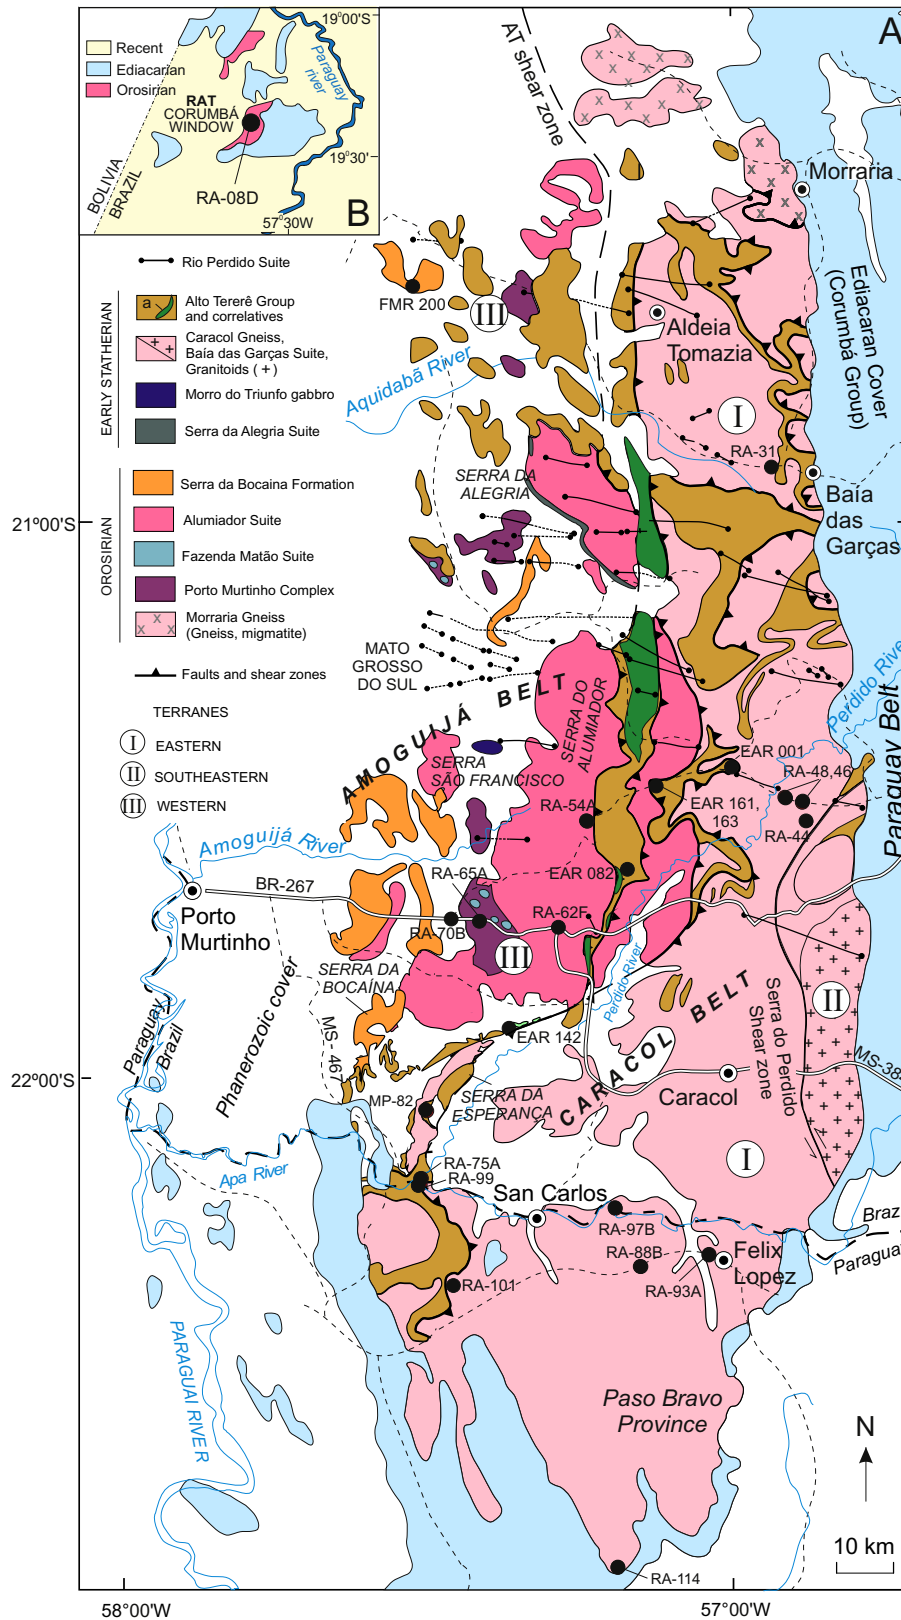 A
19°00'S
Recent
Ediacarian
Orosirian
Paraguay
river
RAT
CORUMBÁ
WINDOW
19°30'
BOLIVIA
BRAZIL
RA-08D
57°30W
B
AT shear zone
Morraria
Rio Perdido Suite
EARLY STATHERIAN
a
Alto Tererê Group
and correlatives
Caracol Gneiss,
Baía das Garças Suite,
Granitoids (+)
Morro do Triunfo gabbro
Serra da Alegria Suite
OROSIRIAN
Serra da Bocaina Formation
Alumiador Suite
Fazenda Matão Suite
Porto Murtinho Complex
Morraria Gneiss
(Gneiss, migmatite)
Faults and shear zones
TERRANES
I EASTERN
II SOUTHEASTERN
III WESTERN
FMR 200
III
Aldeia
Tomazia
Ediacaran Cover
(Corumbá Group)
Aquidabã River
I
RA-31
SERRA DA
ALEGRIA
Baía
das
Garças
21°00'S
MATO
GROSSO
DO SUL
AMOGUIJÁ BELT
SERRA DO
ALUMIADOR
Perdido River
Paraguay Belt
SERRA
SÃO FRANCISCO
EAR 001
RA-48,46
RA-54A
EAR 161,
163
RA-44
Amoguijá River
RA-65A
EAR 082
BR-267
Porto
Murtinho
RA-70B
RA-62F
III
SERRA DA
BOCAÍNA
Perdido River
CARACOL BELT
Serra do Perdido
Shear zone
II
Paraguay
Brazil
Phanerozoic cover
MS-467
EAR 142
22°00'S
MP-82
SERRA DA
ESPERANÇA
Caracol
MS-38
I
Apa River
RA-75A
RA-99
San Carlos
RA-97B
Braz
Paragua
RA-88B
Felix
Lopez
RA-93A
RA-101
PARAGUAI RIVER
Paso Bravo
Province
N
10 km
RA-114
58°00'W
57°00'W